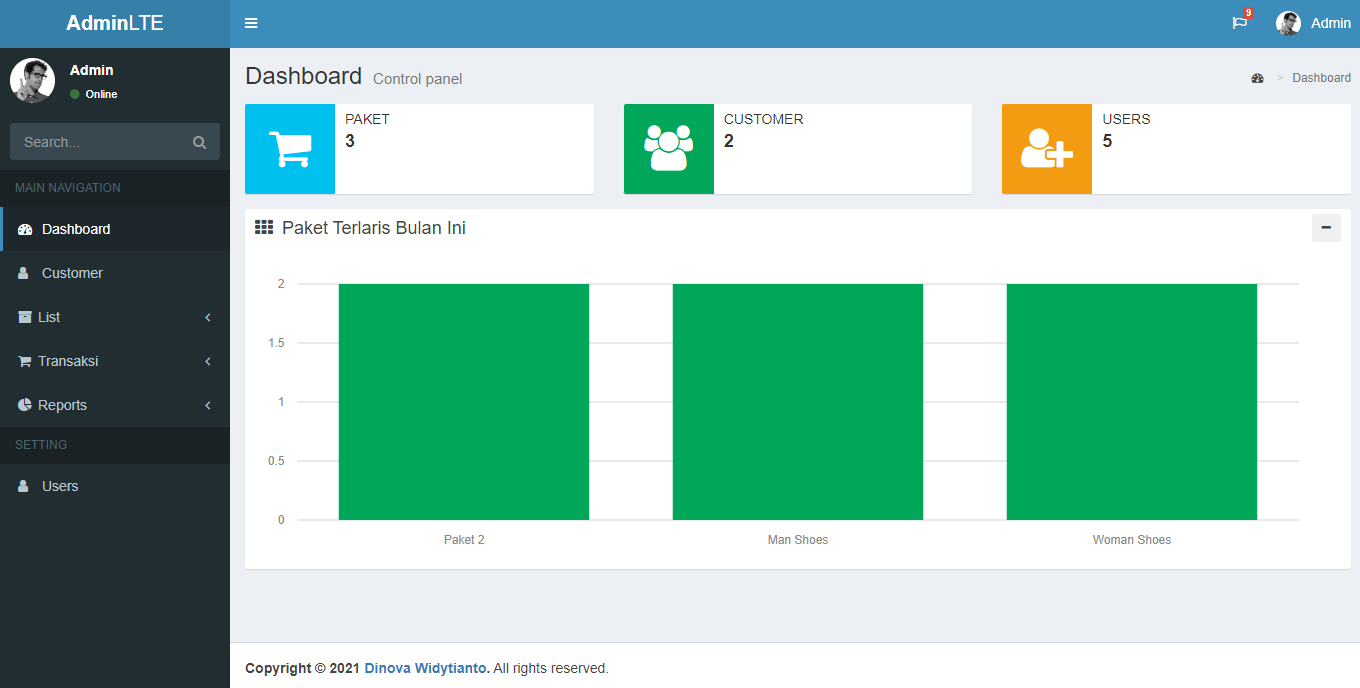 AdminLTE
9
Admin
Admin
Online
Search...
MAIN NAVIGATION
Dashboard
Customer
List
Transaksi
Reports
SETTING
Users
Dashboard Control panel
> Dashboard
PAKET
3
CUSTOMER
2
USERS
5
Paket Terlaris Bulan Ini
2
1.5
1
0.5
0
Paket 2
Man Shoes
Woman Shoes
Copyright © 2021 Dinova Widytianto. All rights reserved.